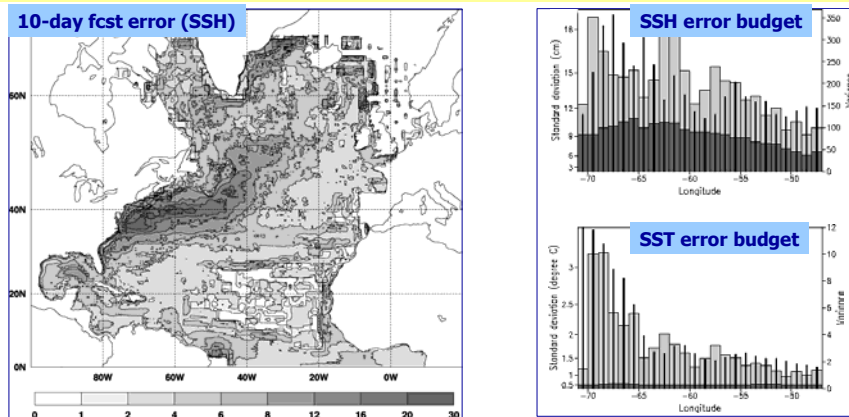 10-day fcst error (SSH)
60N
40N
20N
0N
80W 60W 40W 20W 0W
0 1 2 4 6 8 12 16 20 30
SSH error budget
Standard deviation (cm)
18
15
12
9
6
3
350
300
250
200
150
100
50
0
Variance
-70 -65 -60 -55 -50
Longitude
SST error budget
Standard deviation (degree C)
3
2.5
2
1.5
1
0.5
12
10
8
6
4
2
0
Variance
-70 -65 -60 -55 -50
Longitude